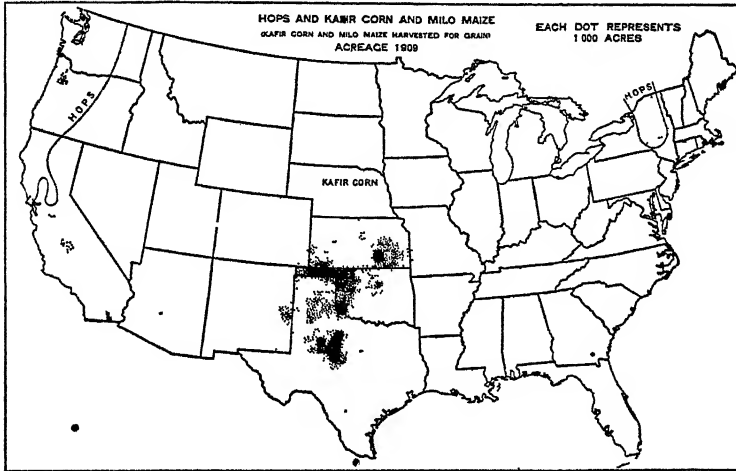 HOPS AND KAFIR CORN AND MILO MAIZE
(KAFIR CORN AND MILO MAIZE HARVESTED FOR GRAIN)
ACREAGE 1909
EACH DOT REPRESENTS
1 000 ACRES
HOPS
HOPS
KAFIR CORN